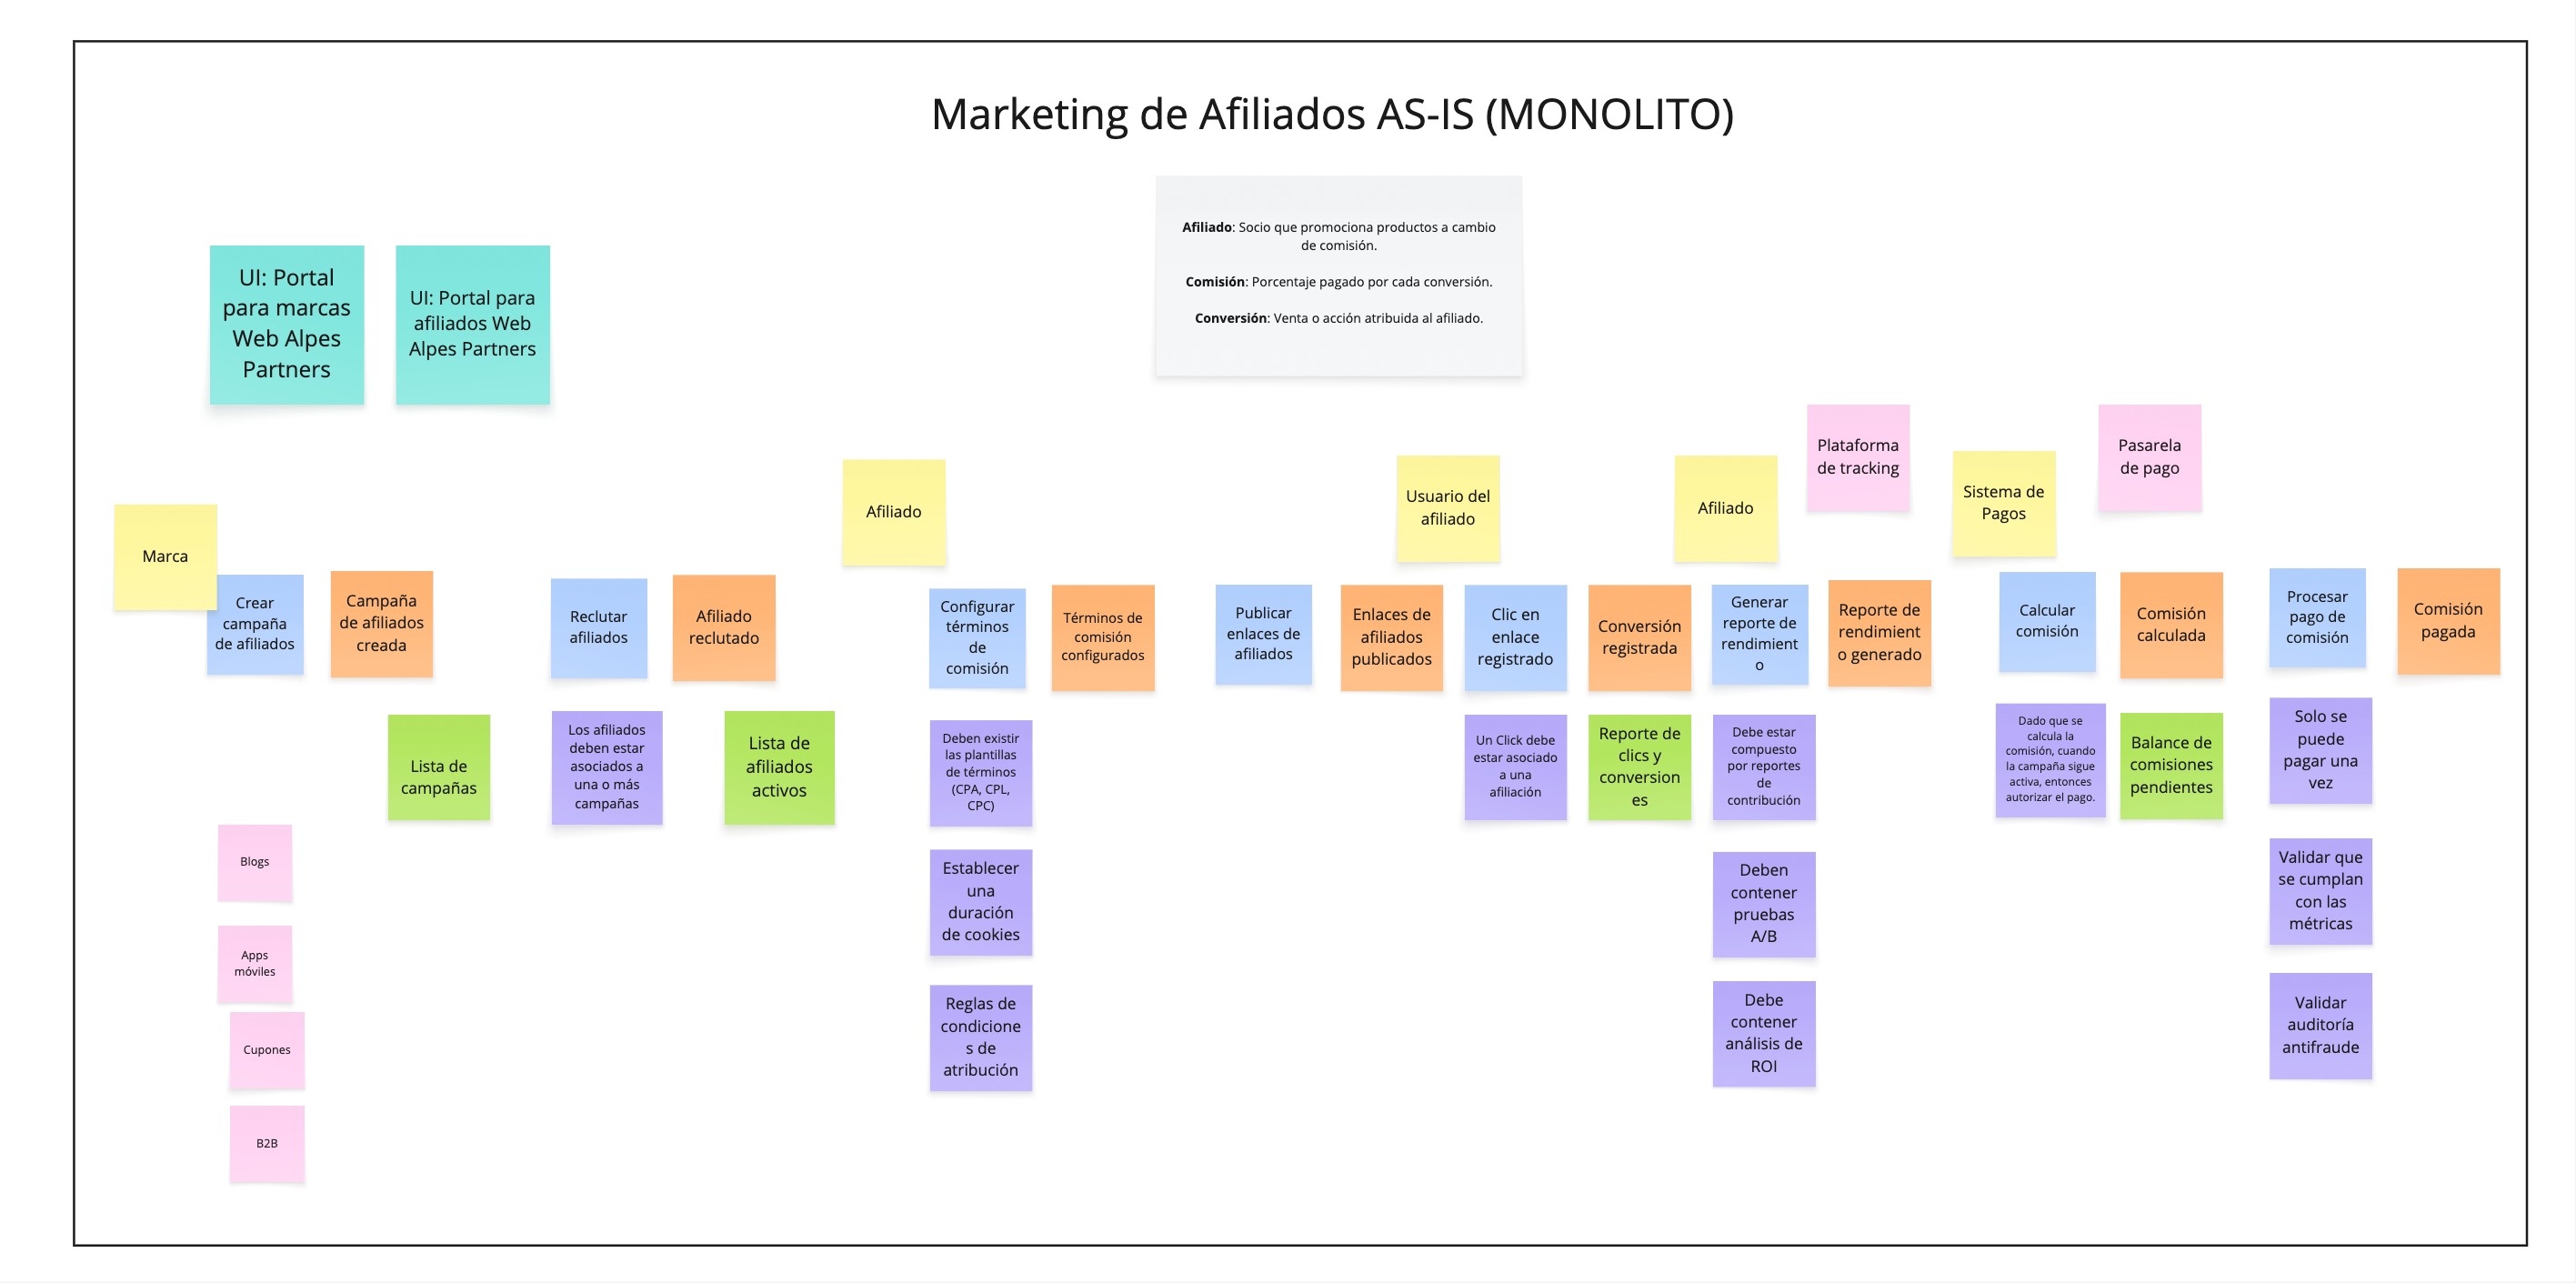 Marketing de Afiliados AS-IS (MONOLITO)
Afiliado: Socio que promociona productos a cambio
de comisión.
Comisión: Porcentaje pagado por cada conversión.
Conversión: Venta o acción atribuida al afiliado.
UI: Portal
para marcas
Web Alpes
Partners
UI: Portal para
afiliados Web
Alpes Partners
Marca
Afiliado
Usuario del
afiliado
Afiliado
Plataforma
de tracking
Sistema de
Pagos
Pasarela
de pago
Crear
campaña
de afiliados
Campaña
de afiliados
creada
Reclutar
afiliados
Afiliado
reclutado
Configurar
términos
de
comisión
Términos de
comisión
configurados
Publicar
enlaces de
afiliados
Enlaces de
afiliados
publicados
Clic en
enlace
registrado
Conversión
registrada
Generar
reporte de
rendimient
o
Reporte de
rendimient
o generado
Calcular
comisión
Comisión
calculada
Procesar
pago de
comisión
Comisión
pagada
Lista de
campañas
Los afiliados
deben estar
asociados a
una o más
campañas
Lista de
afiliados
activos
Deben existir
las plantillas
de términos
(CPA, CPL,
CPC)
Un Click debe
estar asociado
a una
afiliación
Reporte de
clics y
conversion
es
Debe estar
compuesto
por reportes
de
contribución
Dado que se
calcula la
comisión, cuando
la campaña sigue
activa, entonces
autorizar el pago.
Balance de
comisiones
pendientes
Solo se
puede
pagar una
vez
Blogs
Apps
móviles
Cupones
B2B
Establecer
una
duración
de cookies
Reglas de
condicione
s de
atribución
Deben
contener
pruebas
A/B
Debe
contener
análisis de
ROI
Validar que
se cumplan
con las
métricas
Validar
auditoría
antifraude